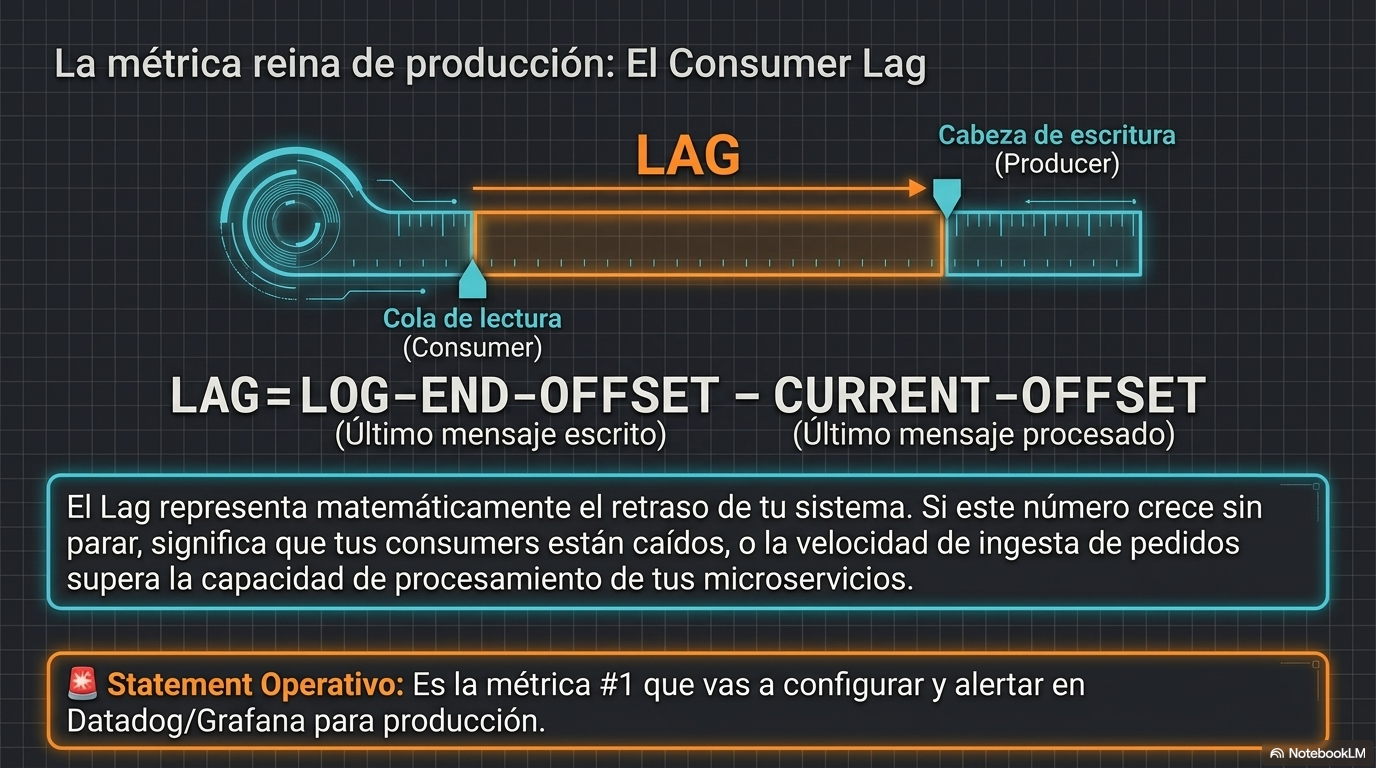 La métrica reina de producción: El Consumer Lag
LAG
Cabeza de escritura
(Producer)
Cola de lectura
(Consumer)
LAG = LOG-END-OFFSET – CURRENT-OFFSET
(Último mensaje escrito) (Último mensaje procesado)
El Lag representa matemáticamente el retraso de tu sistema. Si este número crece sin
parar, significa que tus consumers están caídos, o la velocidad de ingesta de pedidos
supera la capacidad de procesamiento de tus microservicios.
🚨 Statement Operativo: Es la métrica #1 que vas a configurar y alertar en
Datadog/Grafana para producción.
NotebookLM